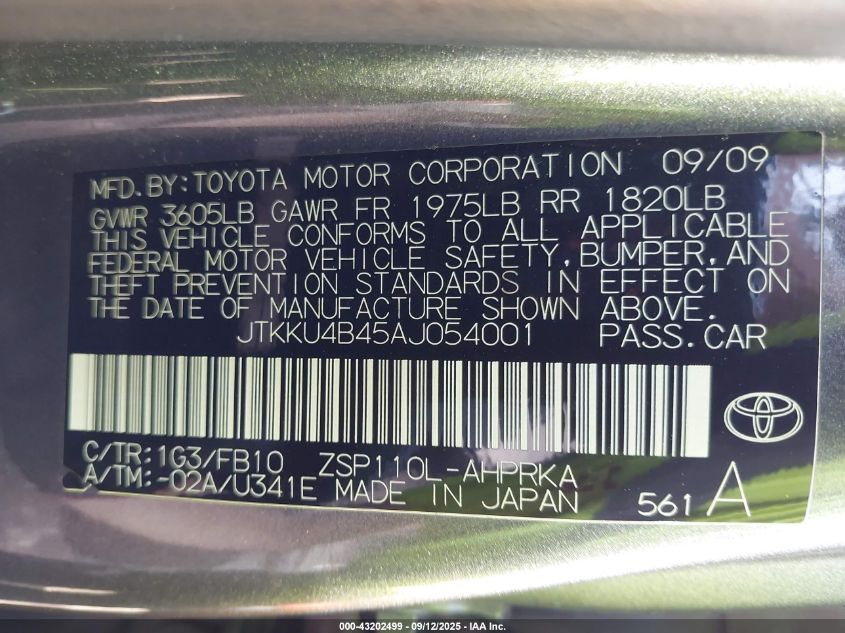 MFD. BY: TOYOTA MOTOR CORPORATION 09/09
GVWR 3605LB GAWR FR 1975LB RR 1820LB
THIS VEHICLE CONFORMS TO ALL APPLICABLE
FEDERAL MOTOR VEHICLE SAFETY, BUMPER, AND
THEFT PREVENTION STANDARDS IN EFFECT ON
THE DATE OF MANUFACTURE SHOWN ABOVE.
JTKKU4B45AJ054001 PASS. CAR
C/TR: 1G3/FB10 ZSP110L-AHPRKA
A/TM: -02A/U341E MADE IN JAPAN 561 A
000-43202499 - 09/12/2025 - IAA Inc.